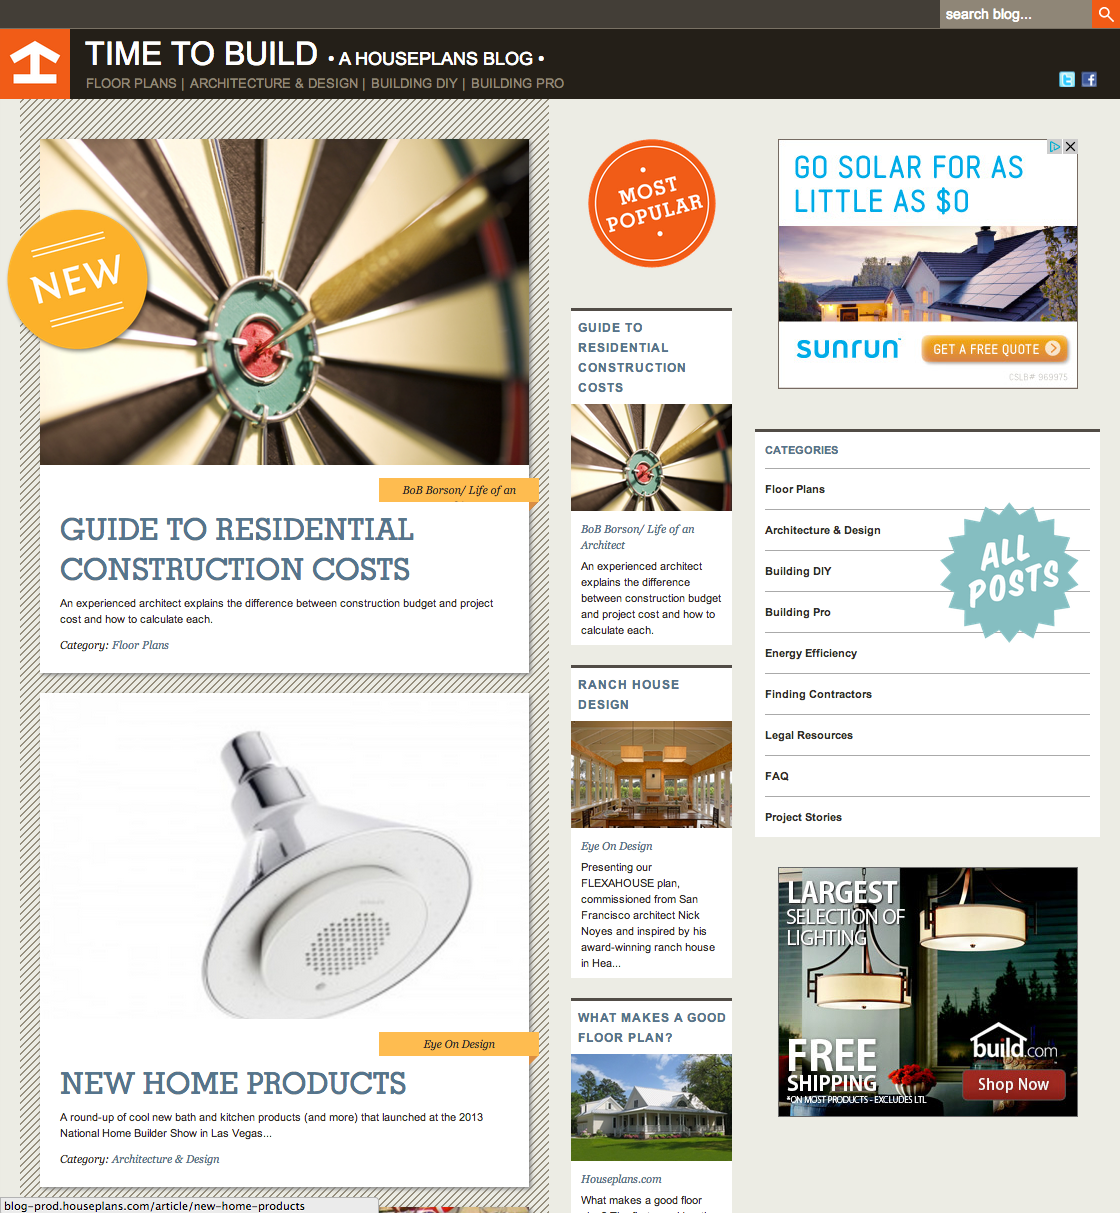 search blog...
TIME TO BUILD • A HOUSEPLANS BLOG •
FLOOR PLANS | ARCHITECTURE & DESIGN | BUILDING DIY | BUILDING PRO
NEW
BoB Borson/ Life of an
GUIDE TO RESIDENTIAL
CONSTRUCTION COSTS
An experienced architect explains the difference between construction budget and project
cost and how to calculate each.
Category: Floor Plans
Eye On Design
NEW HOME PRODUCTS
A round-up of cool new bath and kitchen products (and more) that launched at the 2013
National Home Builder Show in Las Vegas...
Category: Architecture & Design
blog-prod.houseplans.com/article/new-home-products
MOST
POPULAR
GUIDE TO
RESIDENTIAL
CONSTRUCTION
COSTS
BoB Borson/ Life of an
Architect
An experienced architect
explains the difference
between construction budget
and project cost and how to
calculate each.
RANCH HOUSE
DESIGN
Eye On Design
Presenting our
FLEXAHOUSE plan,
commissioned from San
Francisco architect Nick
Noyes and inspired by his
award-winning ranch house
in Hea...
WHAT MAKES A GOOD
FLOOR PLAN?
Houseplans.com
What makes a good floor
GO SOLAR FOR AS
LITTLE AS $0
sunrun
GET A FREE QUOTE
CSLB# 969975
CATEGORIES
Floor Plans
Architecture & Design
Building DIY
Building Pro
Energy Efficiency
Finding Contractors
Legal Resources
FAQ
Project Stories
ALL
POSTS
LARGEST
SELECTION OF
LIGHTING
FREE
SHIPPING
*ON MOST PRODUCTS - EXCLUDES LTL
build.com
Shop Now